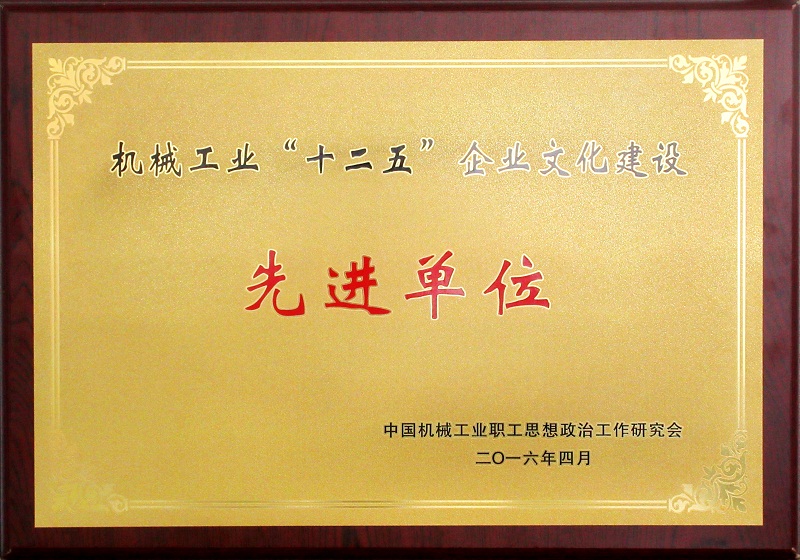 机械工业“十二五”企业文化建设
先进单位
中国机械工业职工思想政治工作研究会
二〇一六年四月